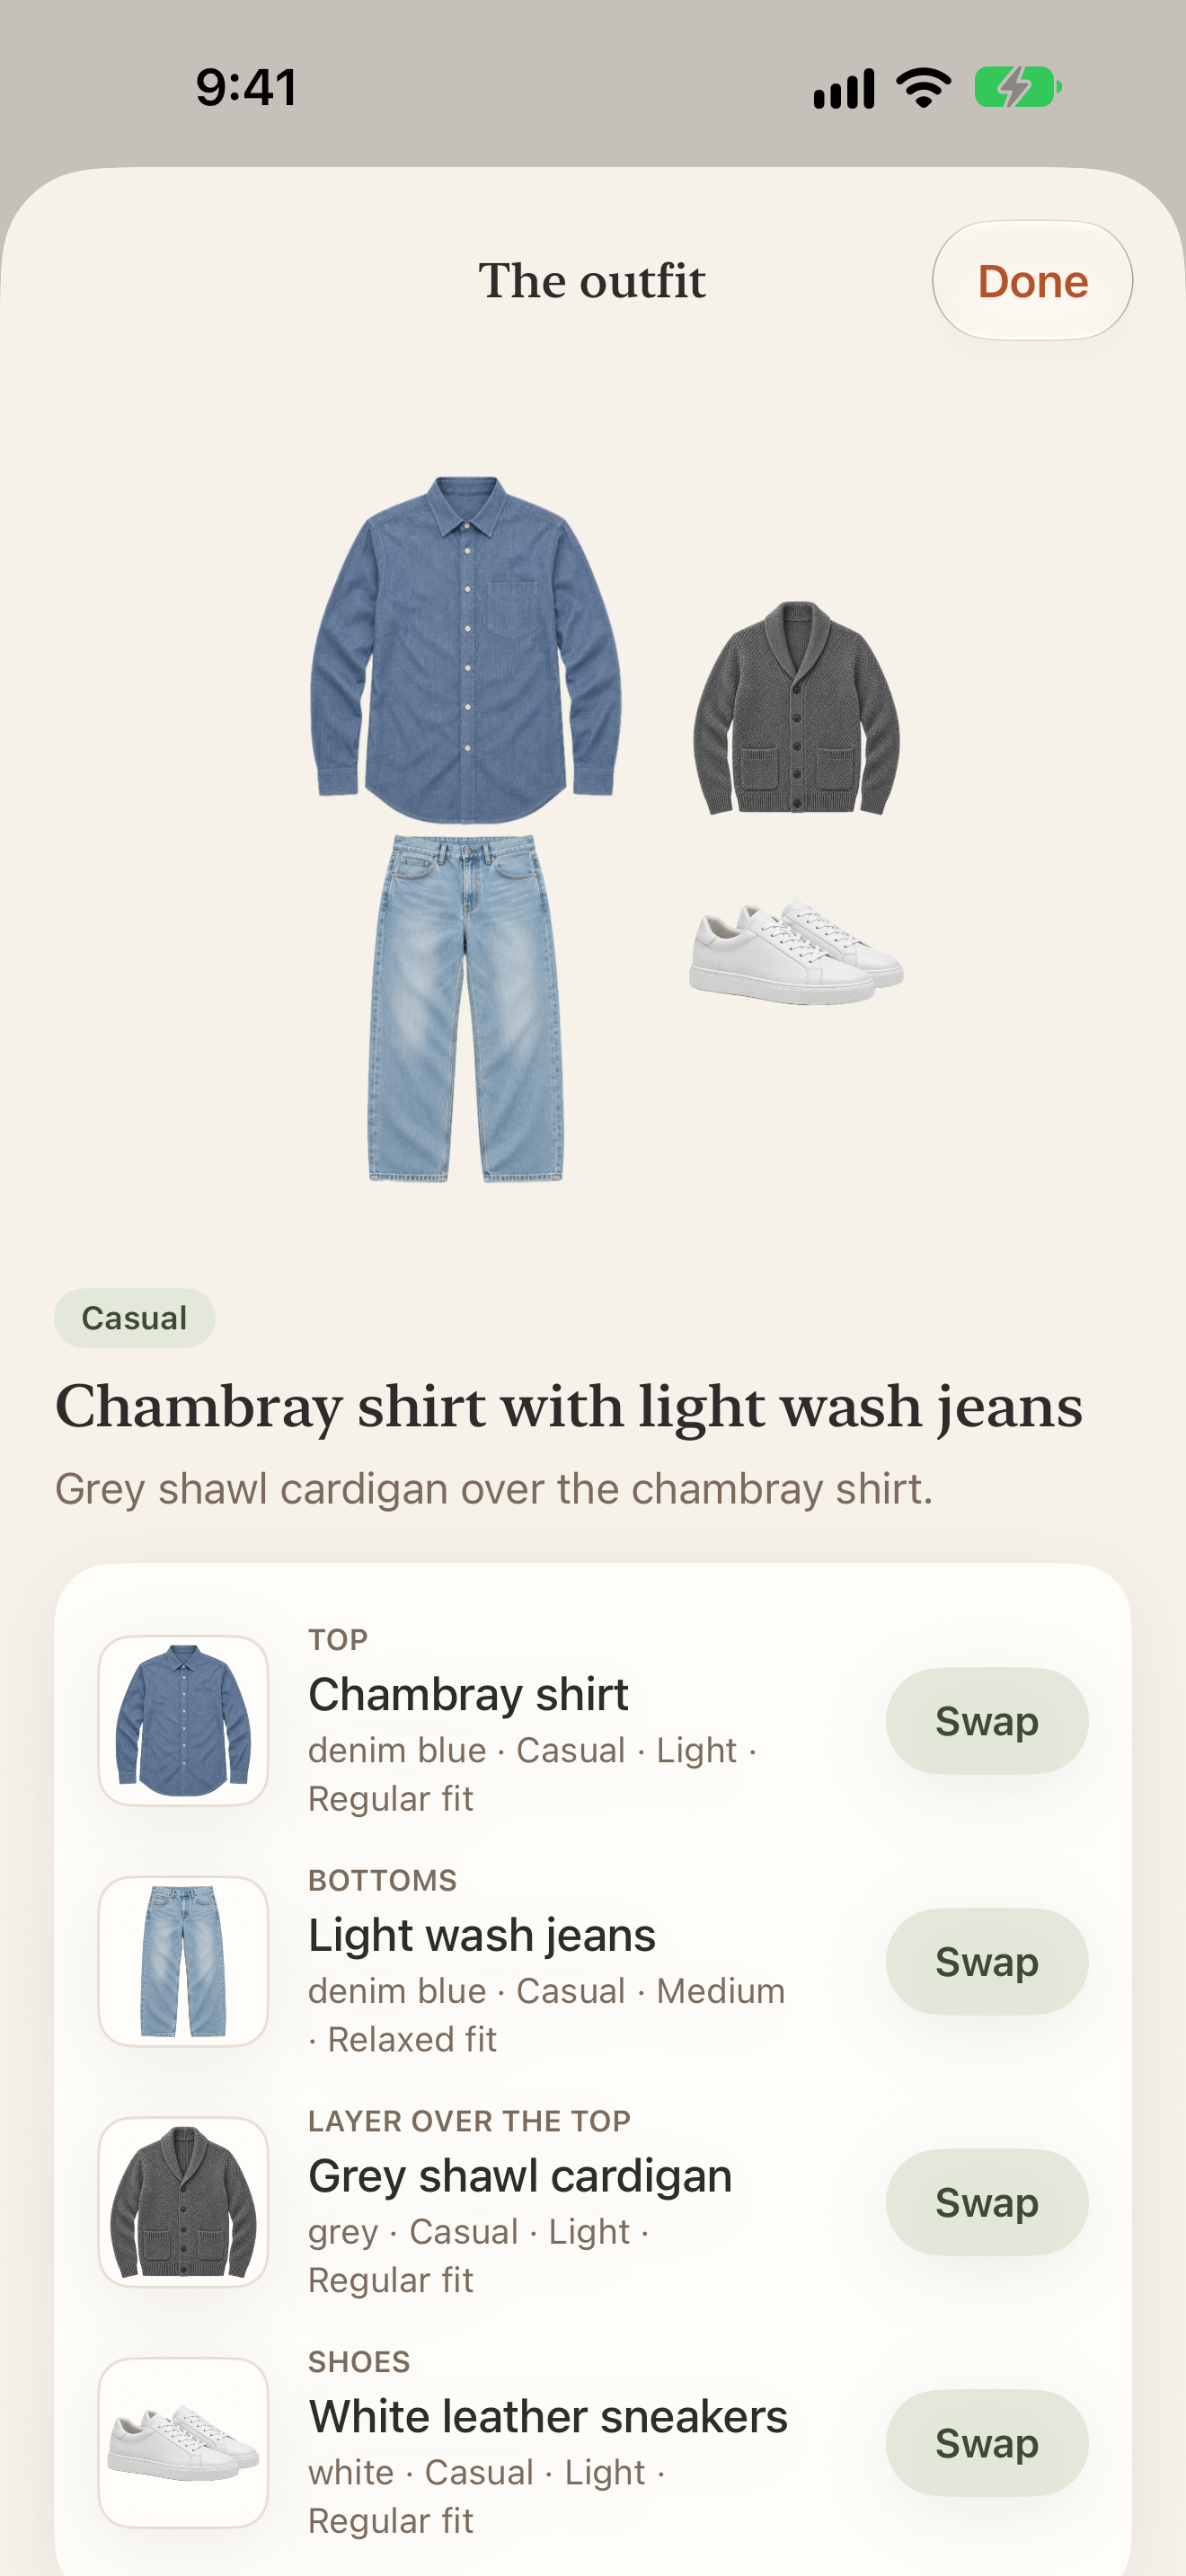 9:41
The outfit
Done
Casual
Chambray shirt with light wash jeans
Grey shawl cardigan over the chambray shirt.
TOP
Chambray shirt
denim blue · Casual · Light ·
Regular fit
Swap
BOTTOMS
Light wash jeans
denim blue · Casual · Medium
· Relaxed fit
Swap
LAYER OVER THE TOP
Grey shawl cardigan
grey · Casual · Light ·
Regular fit
Swap
SHOES
White leather sneakers
white · Casual · Light ·
Regular fit
Swap